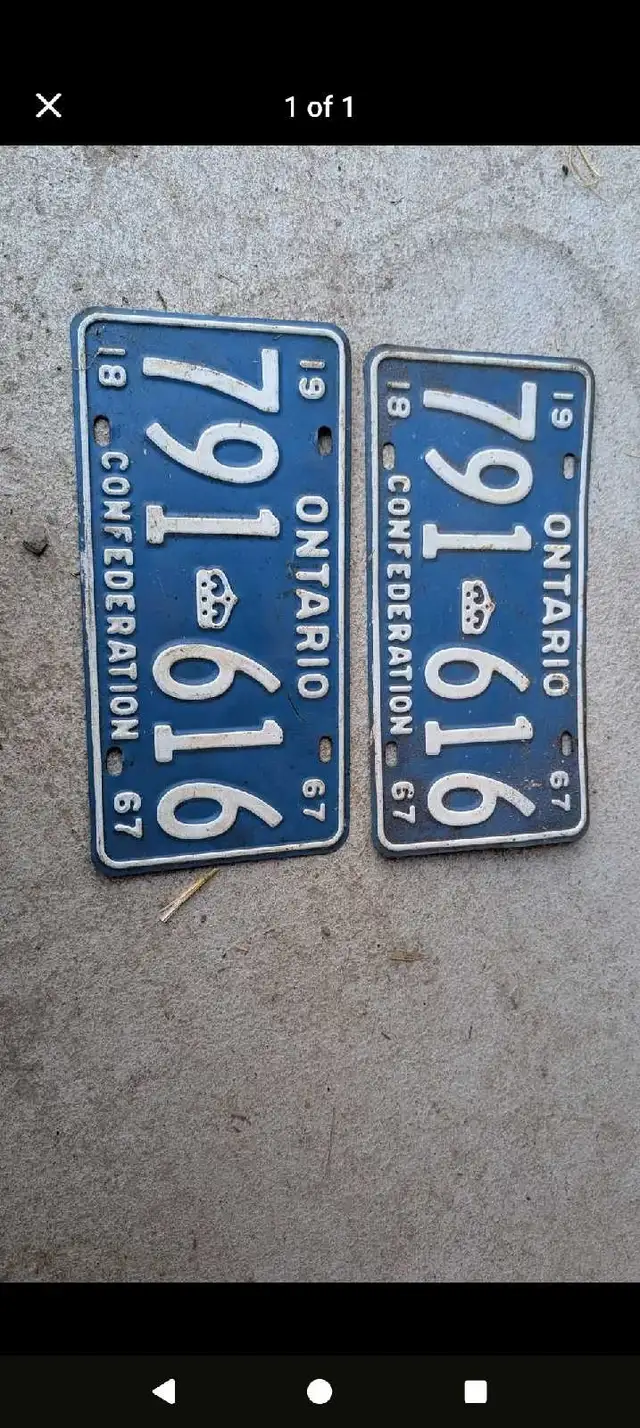 1 of 1
19 ONTARIO 67
791 616
18 CONFEDERATION 67
19 ONTARIO 67
791 616
18 CONFEDERATION 67